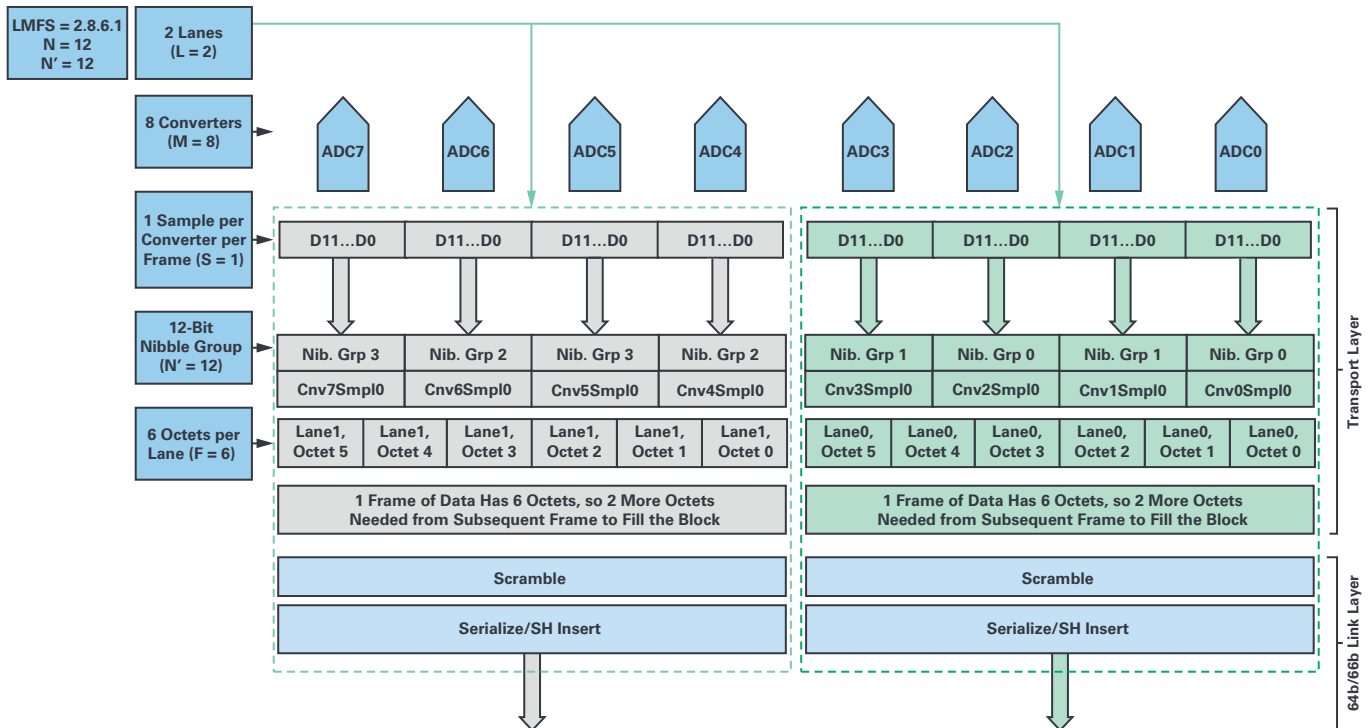 LMFS = 2.8.6.1
N = 12
N’ = 12
2 Lanes
(L = 2)
8 Converters
(M = 8)
ADC7
ADC6
ADC5
ADC4
ADC3
ADC2
ADC1
ADC0
1 Sample per
Converter per
Frame (S = 1)
D11...D0
D11...D0
D11...D0
D11...D0
D11...D0
D11...D0
D11...D0
D11...D0
12-Bit
Nibble Group
(N’ = 12)
Nib. Grp 3
Nib. Grp 2
Nib. Grp 3
Nib. Grp 2
Nib. Grp 1
Nib. Grp 0
Nib. Grp 1
Nib. Grp 0
Cnv7Smpl0
Cnv6Smpl0
Cnv5Smpl0
Cnv4Smpl0
Cnv3Smpl0
Cnv2Smpl0
Cnv1Smpl0
Cnv0Smpl0
6 Octets per
Lane (F = 6)
Lane1,
Octet 5
Lane1,
Octet 4
Lane1,
Octet 3
Lane1,
Octet 2
Lane1,
Octet 1
Lane1,
Octet 0
Lane0,
Octet 5
Lane0,
Octet 4
Lane0,
Octet 3
Lane0,
Octet 2
Lane0,
Octet 1
Lane0,
Octet 0
1 Frame of Data Has 6 Octets, so 2 More Octets
Needed from Subsequent Frame to Fill the Block
1 Frame of Data Has 6 Octets, so 2 More Octets
Needed from Subsequent Frame to Fill the Block
Transport Layer
Scramble
Scramble
Serialize/SH Insert
Serialize/SH Insert
64b/66b Link Layer